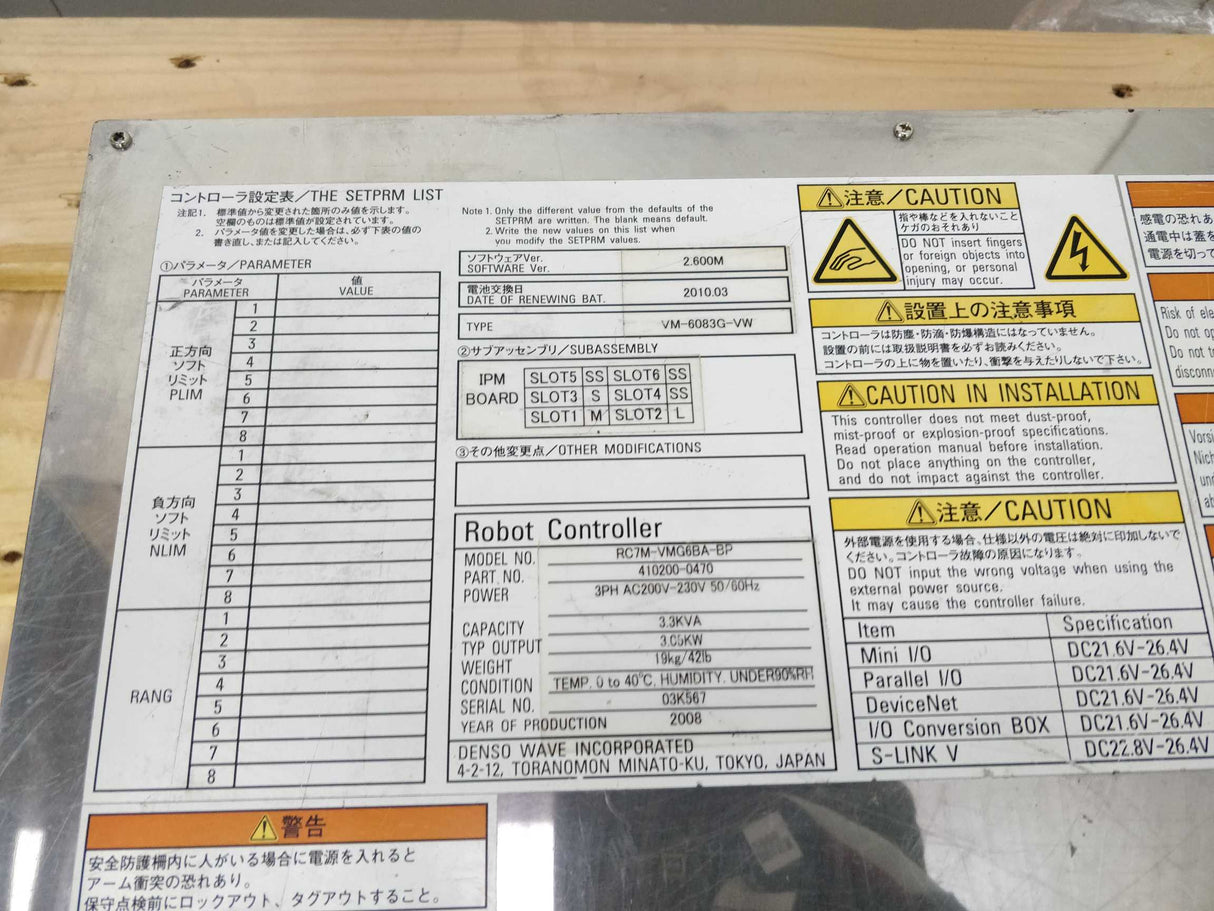 コントローラ設定表／THE SETPRM LIST
注記1. 標準値から変更された箇所のみ値を示します。
空欄のものは標準値が設定されています。
2. パラメータ値を変更した場合は、必ず下表の値の
書き直し、または記入してください。
Note 1. Only the different value from the defaults of the
SETPRM are written. The blank means default.
2. Write the new values on this list when
you modify the SETPRM values.
①パラメータ／PARAMETER
パラメータ
PARAMETER
値
VALUE
正方向
ソフト
リミット
PLIM
1
2
3
4
5
6
7
8
負方向
ソフト
リミット
NLIM
1
2
3
4
5
6
7
8
RANG
1
2
3
4
5
6
7
8
ソフトウェアVer.
SOFTWARE Ver.
2.600M
電池交換日
DATE OF RENEWING BAT.
2010.03
TYPE
VM-6083G-VW
②サブアッセンブリ／SUBASSEMBLY
IPM
BOARD
SLOT5 SS SLOT6 SS
SLOT3 S SLOT4 SS
SLOT1 M SLOT2 L
③その他変更点／OTHER MODIFICATIONS
Robot Controller
MODEL NO. RC7M-VMG6BA-BP
PART. NO. 410200-0470
POWER 3PH AC200V-230V 50/60Hz
CAPACITY 3.3KVA
TYP OUTPUT 3.05KW
WEIGHT 19kg/42lb
CONDITION TEMP. 0 to 40℃, HUMIDITY. UNDER90%RH
SERIAL NO. 03K567
YEAR OF PRODUCTION 2008
DENSO WAVE INCORPORATED
4-2-12, TORANOMON MINATO-KU, TOKYO, JAPAN
注意／CAUTION
指や棒などを入れないこと
ケガのおそれあり
DO NOT insert fingers
or foreign objects into
opening, or personal
injury may occur.
設置上の注意事項
コントローラは防塵・防滴・防爆構造にはなっていません。
設置の前には取扱説明書を必ずお読みください。
コントローラの上に物を置いたり、衝撃を与えたりしないで下さい。
CAUTION IN INSTALLATION
This controller does not meet dust-proof,
mist-proof or explosion-proof specifications.
Read operation manual before installation.
Do not place anything on the controller,
and do not impact against the controller.
注意／CAUTION
外部電源を使用する場合、仕様以外の電圧は絶対に印加しないで
ください。コントローラ故障の原因になります。
DO NOT input the wrong voltage when using the
external power source.
It may cause the controller failure.
Item Specification
Mini I/O DC21.6V-26.4V
Parallel I/O DC21.6V-26.4V
DeviceNet DC21.6V-26.4V
I/O Conversion BOX DC21.6V-26.4V
S-LINK V DC22.8V-26.4V
感電の恐れあ
通電中は蓋を
電源を切って
Risk of ele
Do not op
Do not t
disconn
Vorsi
Nich
un
ab
警告
安全防護柵内に人がいる場合に電源を入れると
アーム衝突の恐れあり。
保守点検前にロックアウト、タグアウトすること。